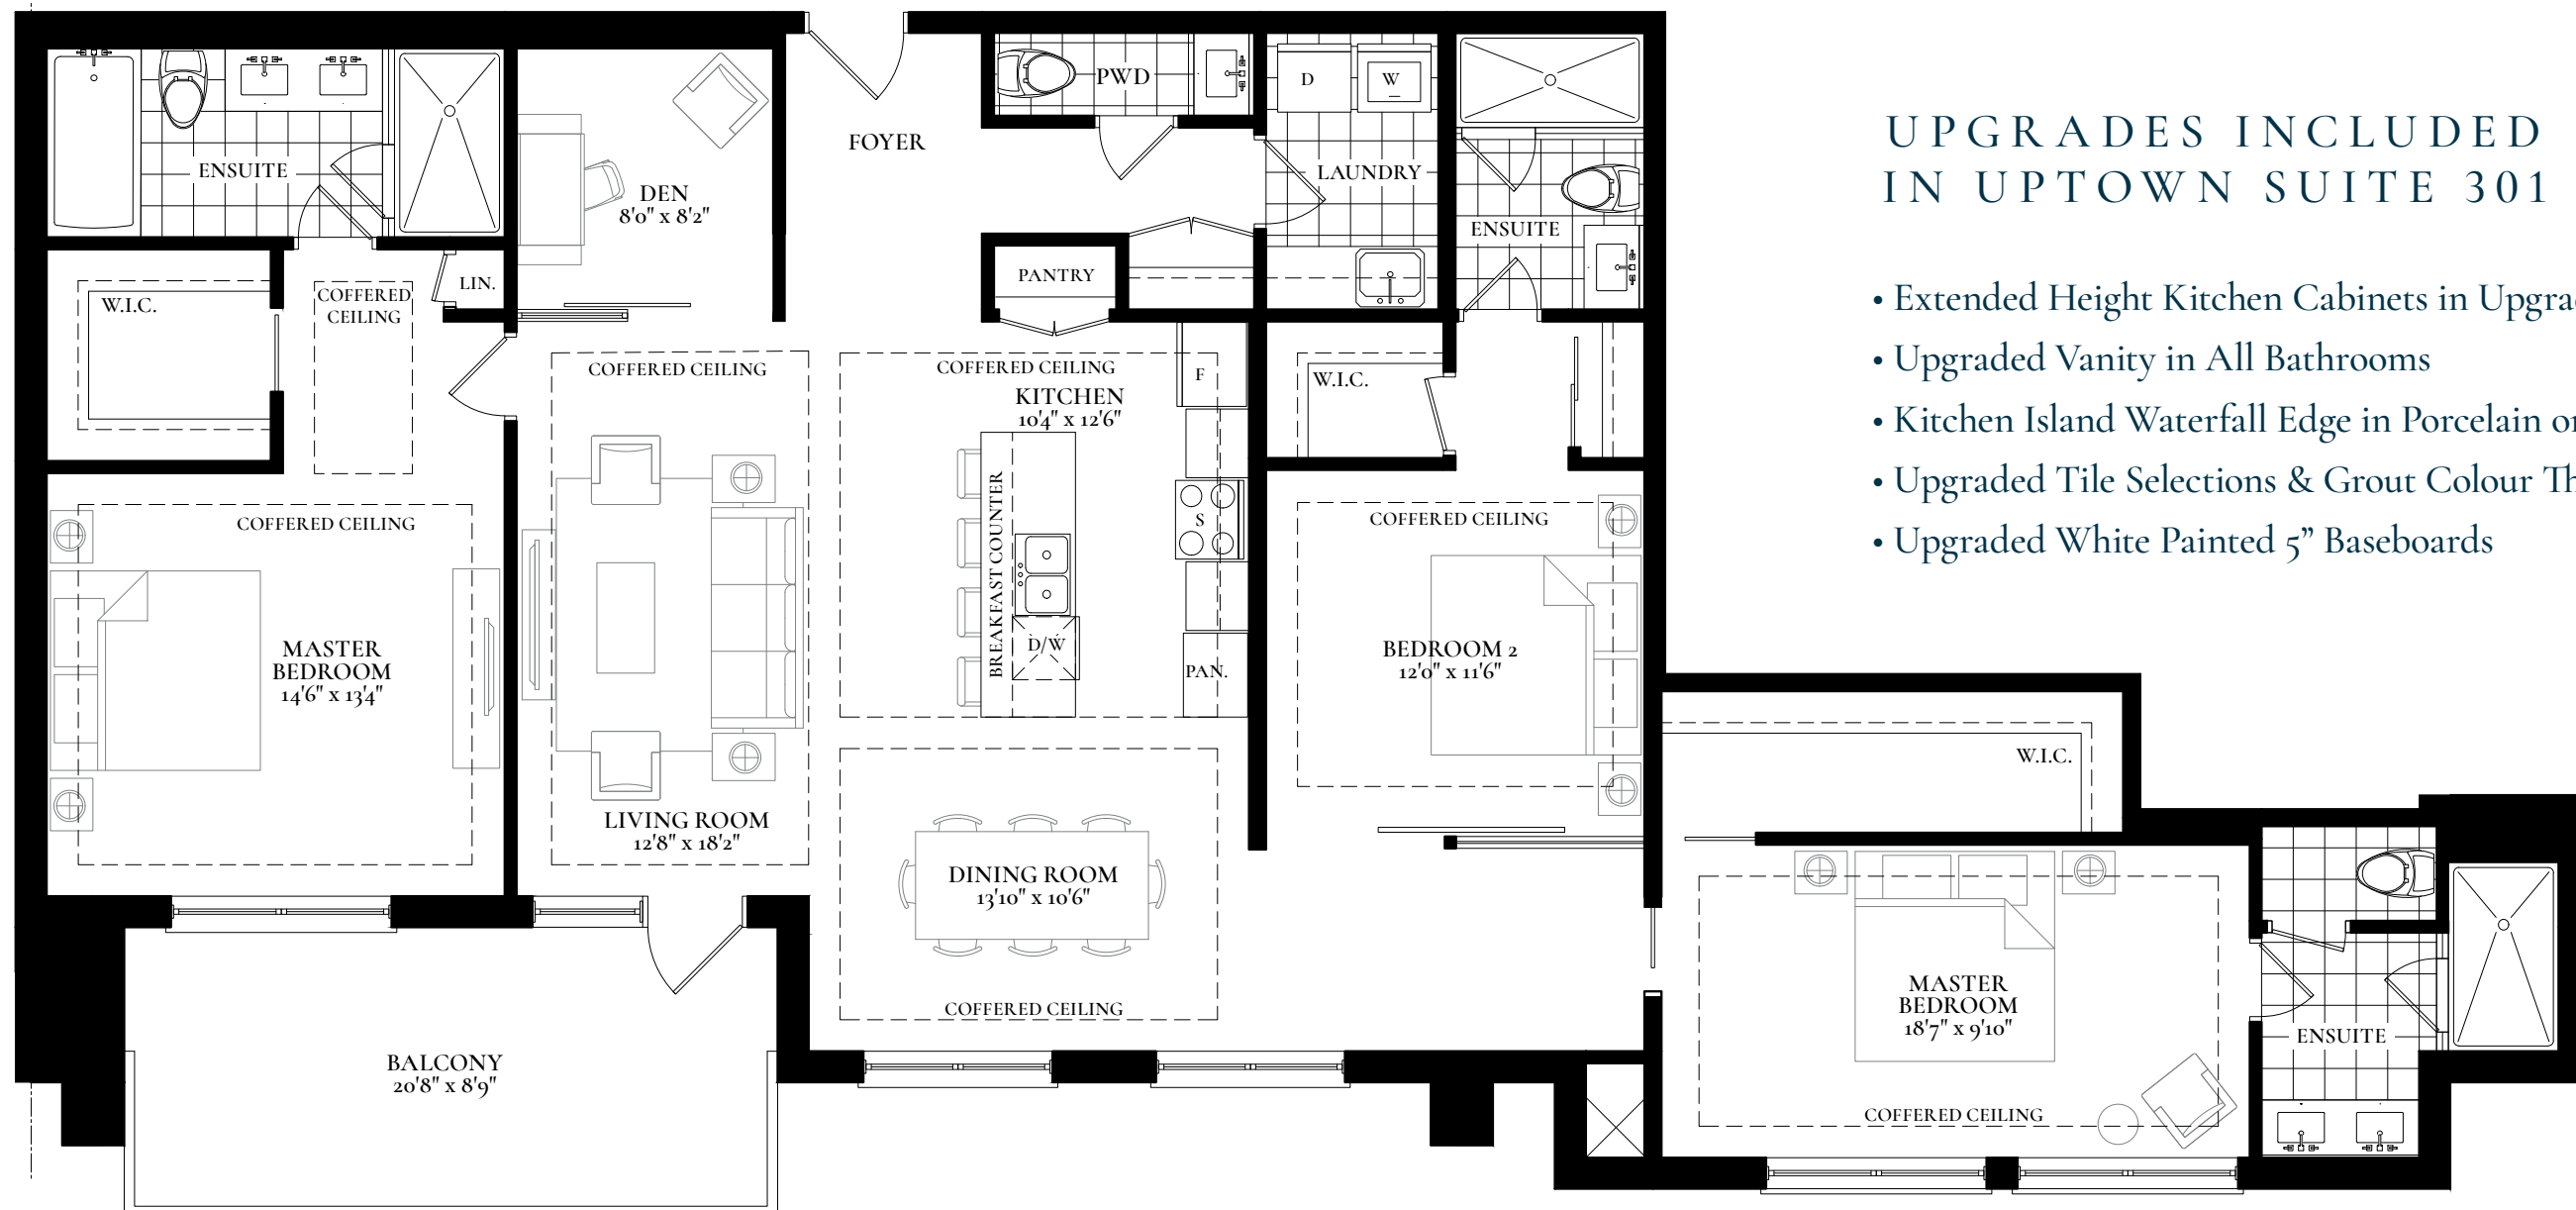 UPGRADES INCLUDED
IN UPTOWN SUITE 301
• Extended Height Kitchen Cabinets in
• Upgraded Vanity in All Bathrooms
• Kitchen Island Waterfall Edge in Porcelain
• Upgraded Tile Selections & Grout Colour
• Upgraded White Painted 5” Baseboards
ENSUITE
W.I.C.
COFFERED
CEILING
LIN.
DEN
8'0" x 8'2"
FOYER
PWD
D
W
LAUNDRY
ENSUITE
PANTRY
COFFERED CEILING
COFFERED CEILING
KITCHEN
10'4" x 12'6"
F
W.I.C.
BREAKFAST COUNTER
S
D/W
PAN.
COFFERED CEILING
MASTER
BEDROOM
14'6" x 13'4"
LIVING ROOM
12'8" x 18'2"
DINING ROOM
13'10" x 10'6"
COFFERED CEILING
COFFERED CEILING
BEDROOM 2
12'0" x 11'6"
W.I.C.
MASTER
BEDROOM
18'7" x 9'10"
COFFERED CEILING
ENSUITE
BALCONY
20'8" x 8'9"